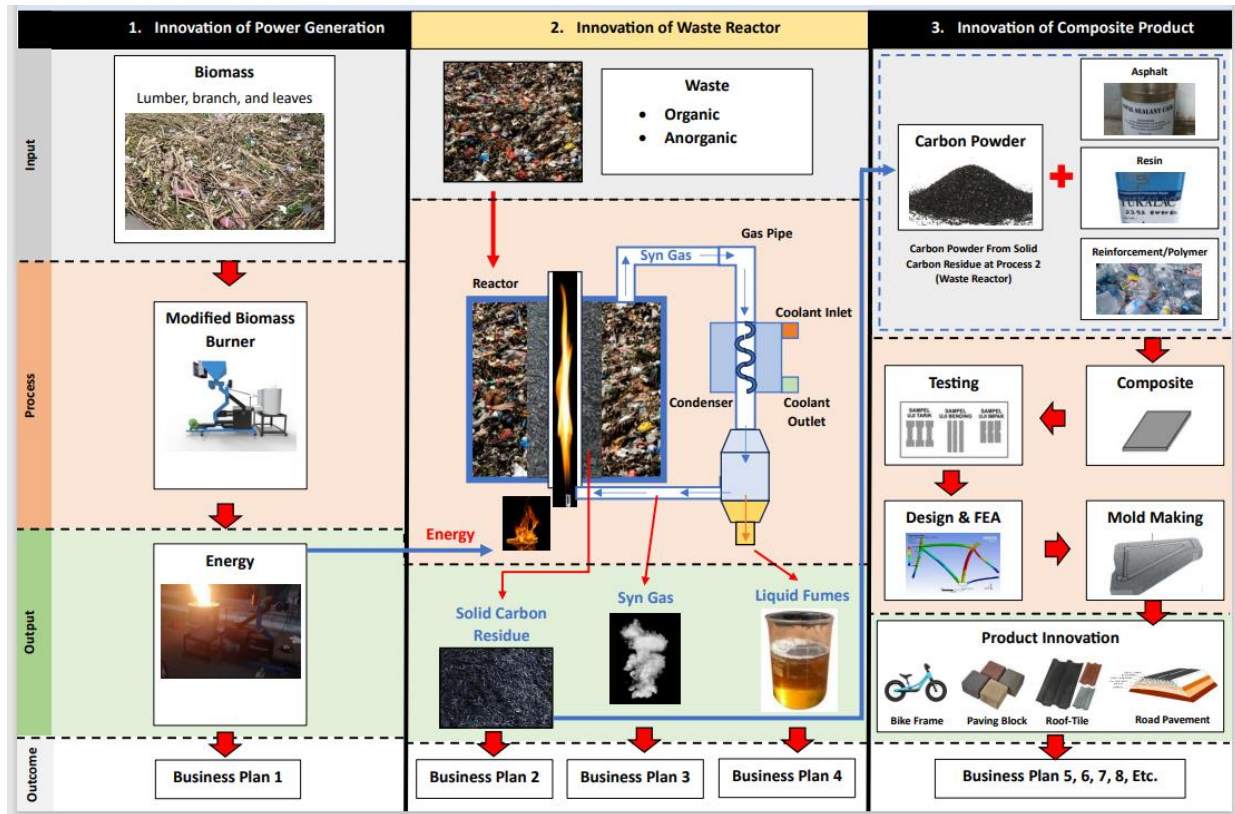 1. Innovation of Power Generation
2. Innovation of Waste Reactor
3. Innovation of Composite Product
Input
Biomass
Lumber, branch, and leaves
Waste
• Organic
• Anorganic
Carbon Powder
Carbon Powder From Solid
Carbon Residue at Process 2
(Waste Reactor)
Asphalt
Resin
Reinforcement/Polymer
Process
Modified Biomass
Burner
Reactor
Syn Gas
Gas Pipe
Coolant Inlet
Condenser
Coolant
Outlet
Energy
Testing
SAMPEL
UJI TARIK
SAMPEL
UJI BENDING
SAMPEL
UJI IMPAK
Composite
Design & FEA
Mold Making
Output
Energy
Solid Carbon
Residue
Syn Gas
Liquid Fumes
Product Innovation
Bike Frame
Paving Block
Roof-Tile
Road Pavement
Outcome
Business Plan 1
Business Plan 2
Business Plan 3
Business Plan 4
Business Plan 5, 6, 7, 8, Etc.